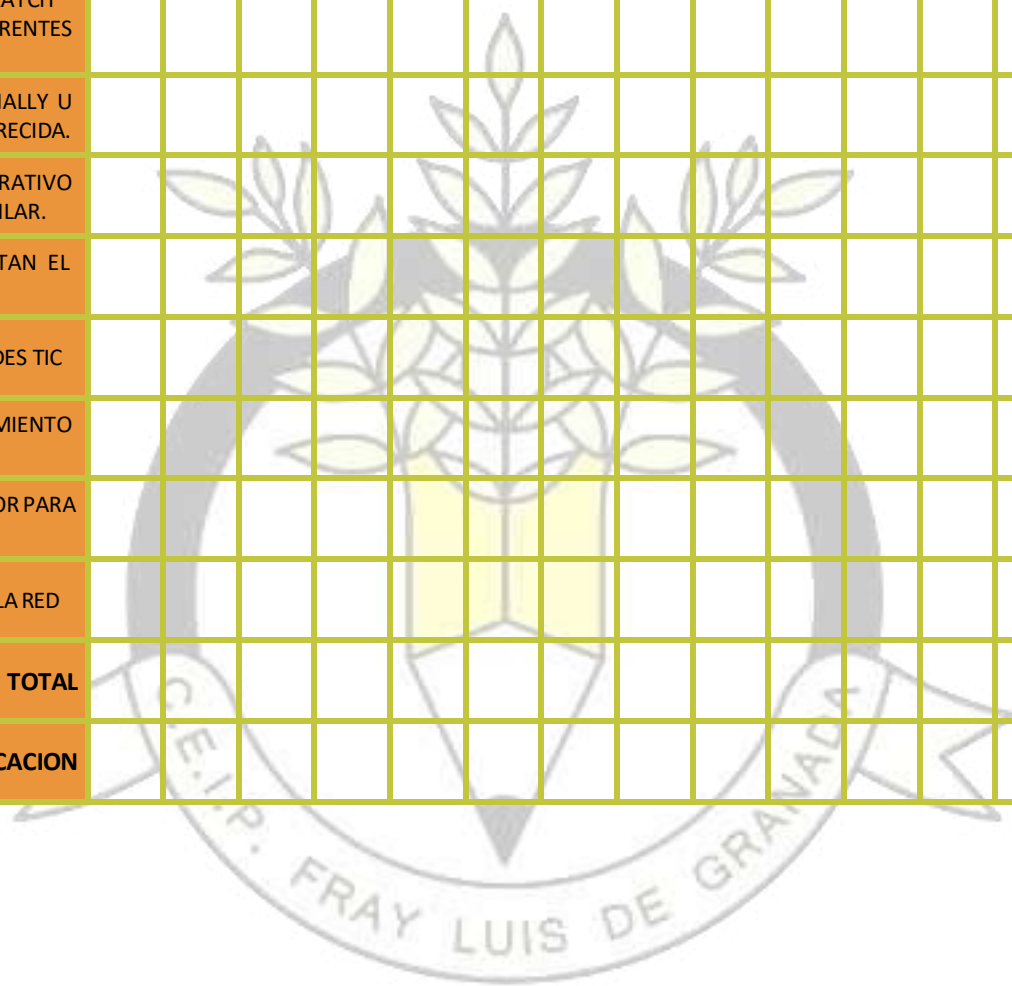 RENTES
IALLY U
RECIDA.
RATIVO
ILAR.
TAN EL
DES TIC
MIENTO
OR PARA
LA RED
TOTAL
CACION
C.E.I.P. FRAY LUIS DE GRANADA